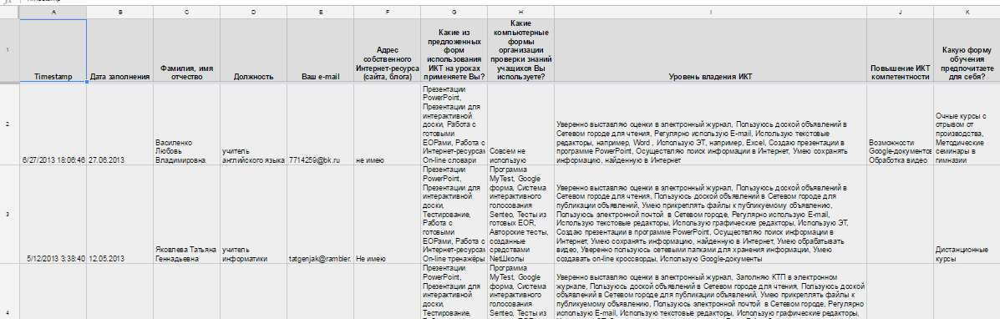 Timestamp
A B C D E F G H I J K
1
Timestamp
Дата заполнения
Фамилия, имя
отчество
Должность
Ваш e-mail
Адрес
собственного
Интернет-ресурса
(сайта, блога)
Какие из
предложенных
форм
использования
ИКТ на уроках
применяете Вы?
Какие
компьютерные
формы
организации
проверки знаний
учащихся Вы
используете?
Уровень владения ИКТ
Повышение ИКТ
компетентности
Какую форму
обучения
предпочитаете
для себя?
2
6/27/2013 18:06:46
27.06.2013
Василенко
Любовь
Владимировна
учитель
английского языка
7714259@bk.ru
не имею
Презентации
PowerPoint,
Презентации для
интерактивной
доски, Работа с
готовыми
ЕОРами, Работа с
Интернет-ресурсам
On-line словари
Совсем не
использую
Уверенно выставляю оценки в электронный журнал, Пользуюсь доской объявлений в
Сетевом городе для чтения, Регулярно использую E-mail, Использую текстовые
редакторы, например, Word , Использую ЭТ, например, Excel, Создаю презентации в
программе PowerPoint, Осуществляю поиск информации в Интернет, Умею сохранять
информацию, найденную в Интернет
Возможности
Google-документов
Обработка видео
Очные курсы с
отрывом от
производства,
Методические
семинары в
гимназии
3
5/12/2013 3:38:40
12.05.2013
Яковлева Татьяна
Геннадьевна
учитель
информатики
tatgenjak@rambler.
Не имею
Презентации
PowerPoint,
Презентации для
интерактивной
доски,
Тестирование,
Работа с
готовыми
ЕОРами, Работа с
Интернет-ресурсам
On-line тренажёры
Программа
MyTest, Google
форма, Система
интерактивного
голосования
Senteo, Тесты из
готовых EOR,
Авторские тесты,
созданные
средствами
NetШколы
Уверенно выставляю оценки в электронный журнал, Пользуюсь доской объявлений в
Сетевом городе для чтения, Пользуюсь доской объявлений в Сетевом городе для
публикации объявлений, Умею прикреплять файлы к публикуемому объявлению,
Пользуюсь электронной почтой в Сетевом городе, Регулярно использую E-mail,
Использую текстовые редакторы, Использую графические редакторы, Использую ЭТ,
Создаю презентации в программе PowerPoint, Осуществляю поиск информации в
Интернет, Умею сохранять информацию, найденную в Интернет, Умею обрабатывать
видео, Уверенно пользуюсь сетевыми папками для хранения информации, Умею
создавать on-line кроссворды, Использую Google-документы
Дистанционные
курсы
4
Презентации
PowerPoint,
Презентации для
интерактивной
доски,
Тестирование,
Программа
MyTest, Google
форма, Система
интерактивного
голосования
Senteo, Тесты из
Уверенно выставляю оценки в электронный журнал, Заполняю КТП в электронном
журнале, Пользуюсь доской объявлений в Сетевом городе для чтения, Пользуюсь доской
объявлений в Сетевом городе для публикации объявлений, Умею прикреплять файлы к
публикуемому объявлению, Пользуюсь электронной почтой в Сетевом городе, Регулярно
использую E-mail, Использую текстовые редакторы, Использую графические редакторы,